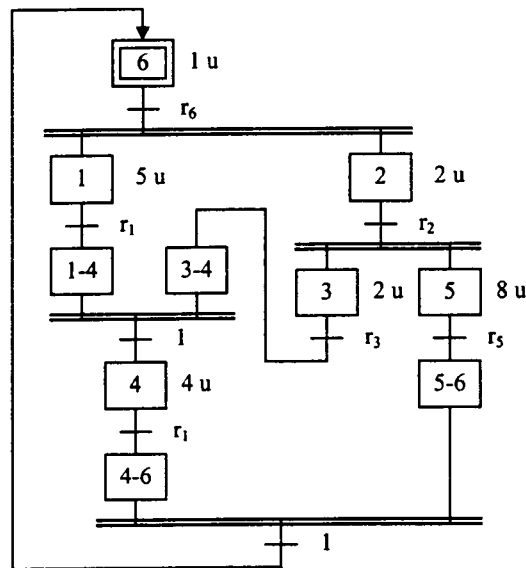 6 1 u
r₆
1 5 u 2 2 u
r₁ r₂
1-4 3-4 3 2 u 5 8 u
1 r₃ r₅
4 4 u 5-6
r₁
4-6
1